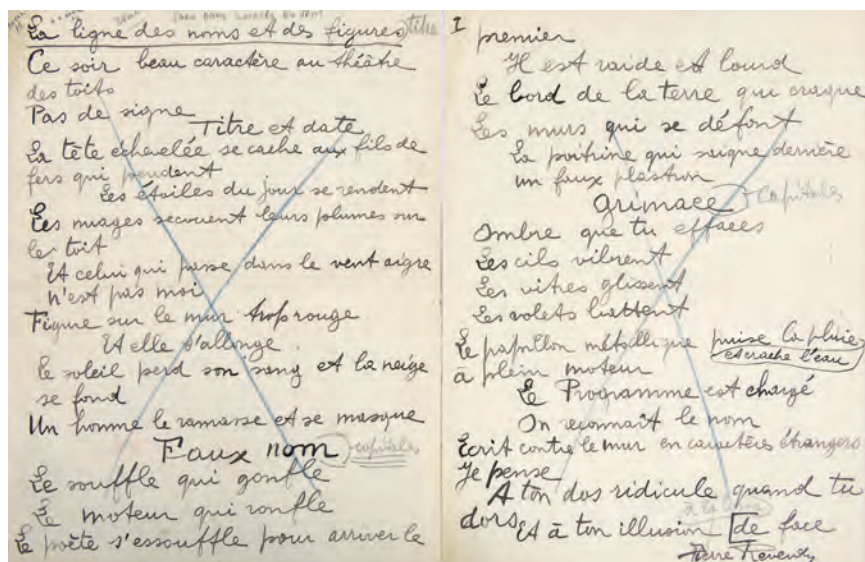 La ligne des noms et des figures titre
Ce soir beau caractère au théâtre
des toits
Pas de signe
Titre et date
La tête échevelée se cache aux fils de
fers qui pendent
Les étoiles du jour se rendent
Les nuages secouent leurs plumes sur
le toit
Et celui qui passe dans le vent aigre
n'est pas moi
Figure sur le mur trop rouge
Et elle s'allonge
le soleil perd son sang et la neige
se fond
Un homme le ramasse et se masque
Faux nom capitales
Le souffle qui gonfle
Le moteur qui ronfle
Le poète s'essouffle pour arriver le
premier
Il est raide et lourd
Le bord de la terre qui craque
Les murs qui se défont
La poitrine qui saigne derrière
un faux plastron
grimace Capitales
Ombre que tu effaces
Les cils vibrent
Les vitres glissent
Les volets battent
Le papillon métallique puise la pluie
et crache l'eau
à plein moteur
Le Programme est chargé
On reconnaît le nom
Écrit contre le mur en caractères étrangers
Je pense
A ton dos ridicule quand tu
dors
Et à ton illusion de face
Pierre Reverdy